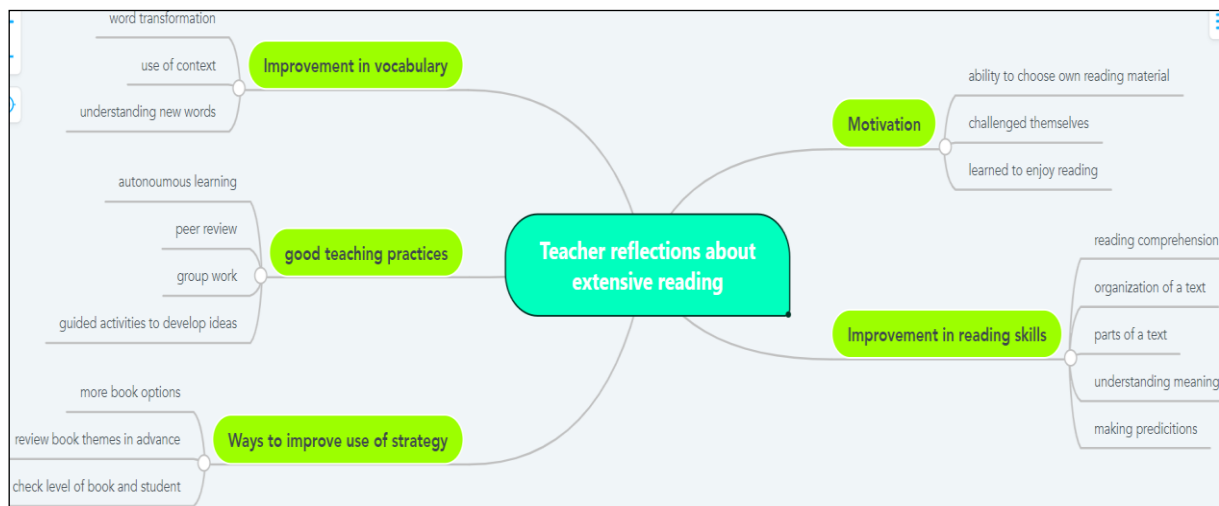 word transformation
use of context
understanding new words
Improvement in vocabulary
autonoumous learning
peer review
group work
guided activities to develop ideas
good teaching practices
more book options
review book themes in advance
check level of book and student
Ways to improve use of strategy
Teacher reflections about
extensive reading
Motivation
ability to choose own reading material
challenged themselves
learned to enjoy reading
Improvement in reading skills
reading comprehension
organization of a text
parts of a text
understanding meaning
making predicitions